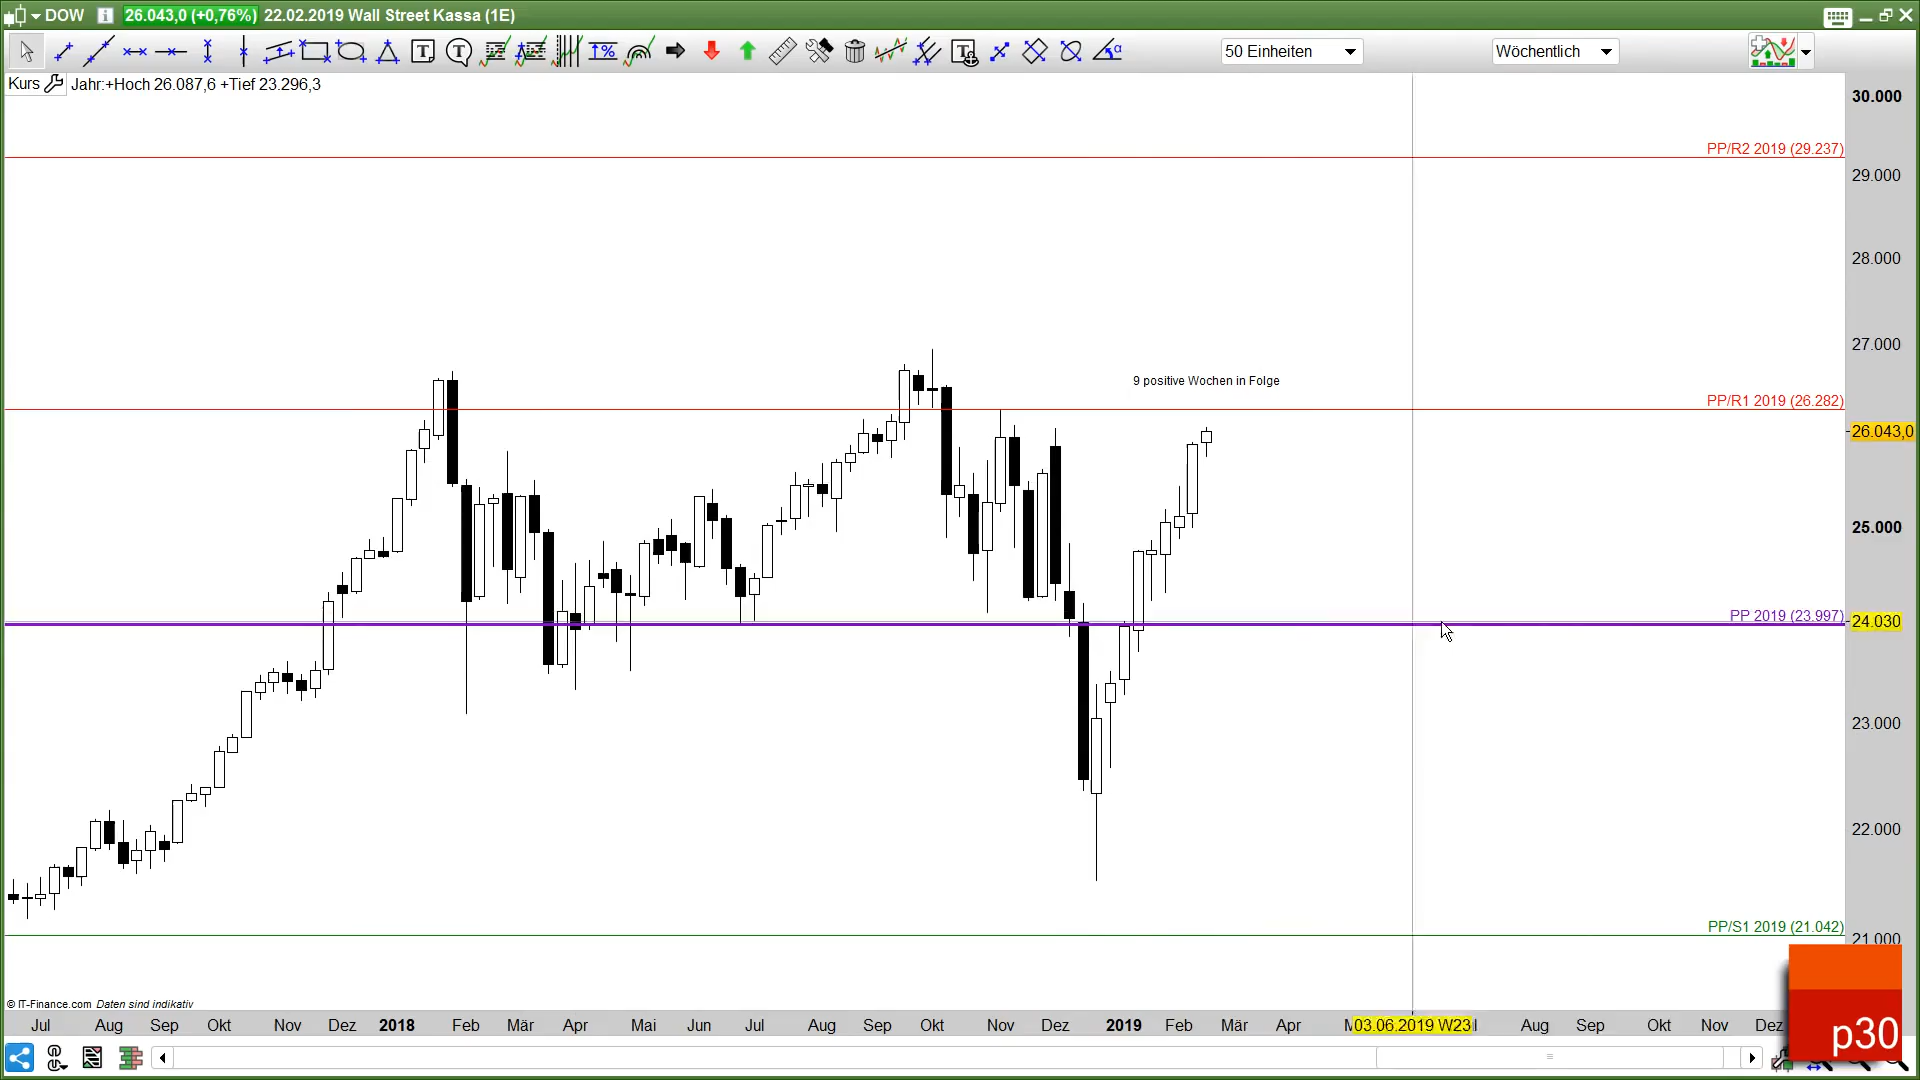 DOW 26.043,0 (+0,76%) 22.02.2019 Wall Street Kassa (1E)
50 Einheiten Wöchentlich
Kurs Jahr:+Hoch 26.087,6 +Tief 23.296,3
30.000
PP/R2 2019 (29.237)
29.000
28.000
27.000
9 positive Wochen in Folge
PP/R1 2019 (26.282)
26.043,0
25.000
PP 2019 (23.997)
24.030
23.000
22.000
PP/S1 2019 (21.042)
21.000
© IT-Finance.com Daten sind indikativ
Jul Aug Sep Okt Nov Dez 2018 Feb Mär Apr Mai Jun Jul Aug Sep Okt Nov Dez 2019 Feb Mär Apr 03.06.2019 W23 Aug Sep Okt Nov Dez
p30